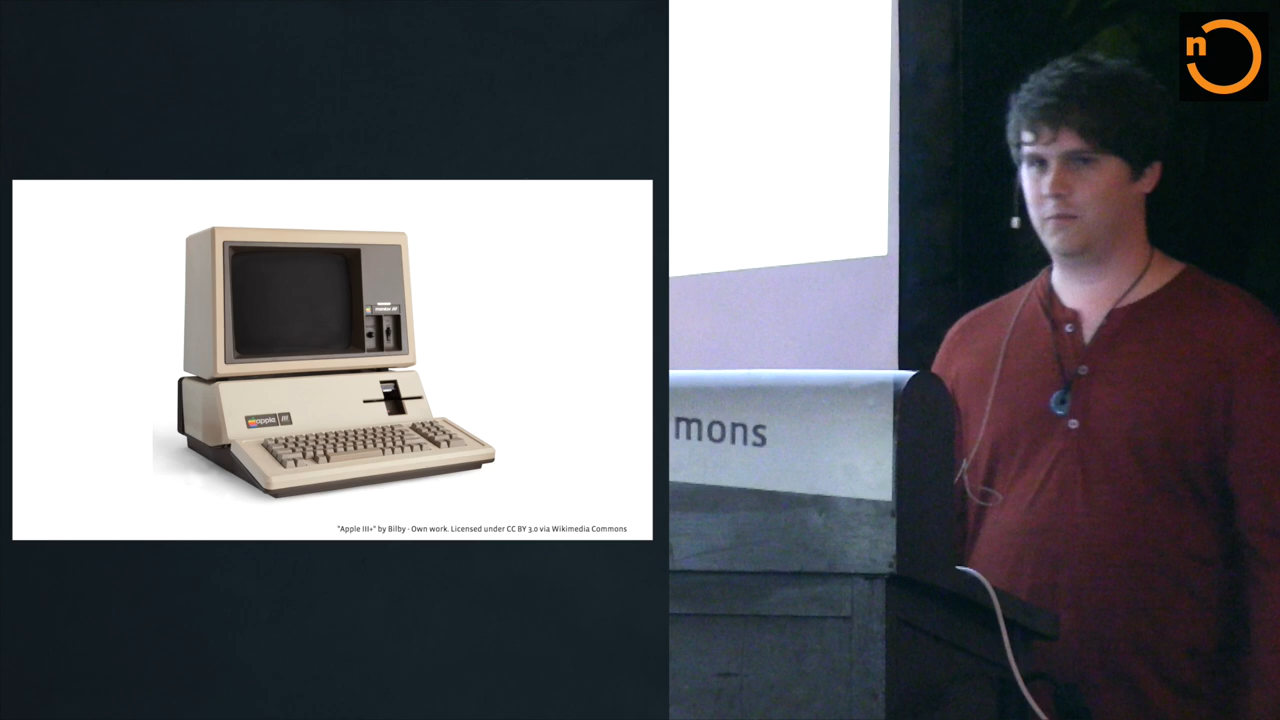 apple ///
"Apple III+" by Bilby - Own work. Licensed under CC BY 3.0 via Wikimedia Commons
mons
n